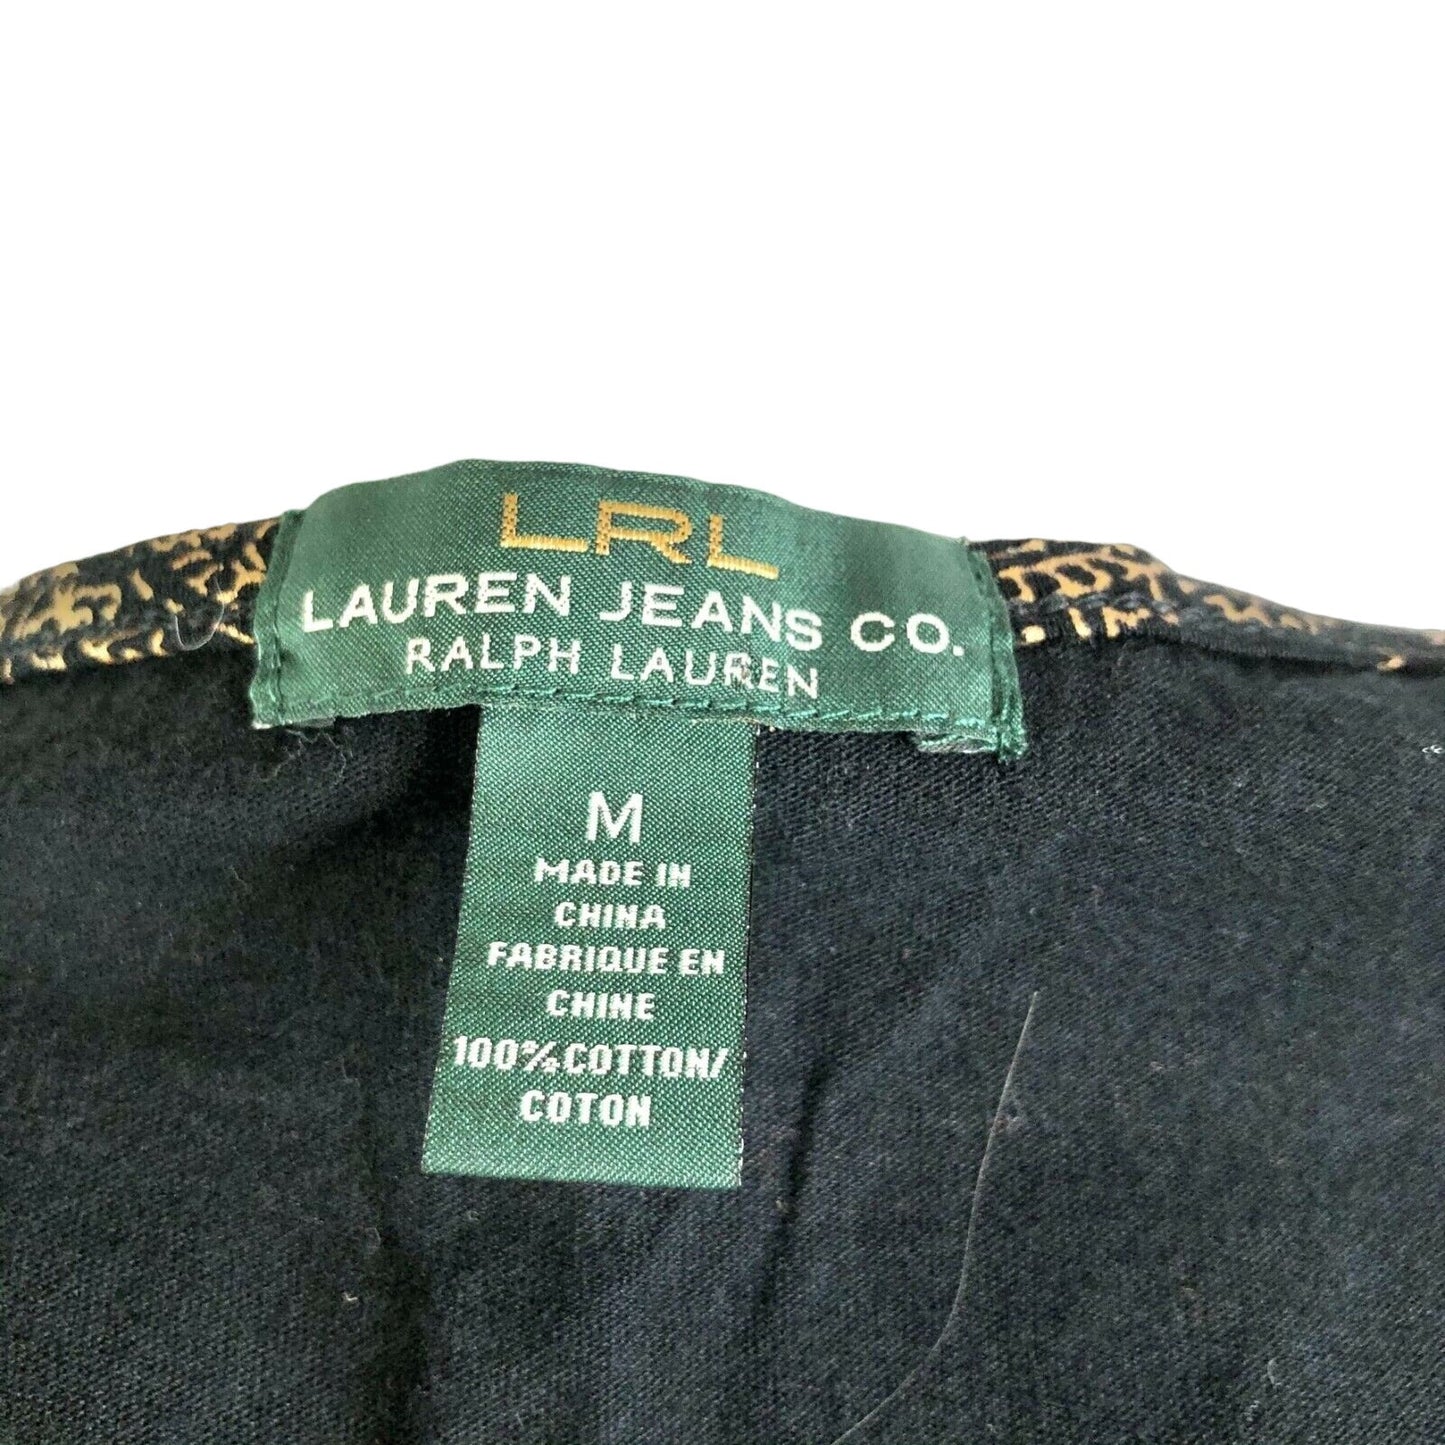 LRL
LAUREN JEANS CO.
RALPH LAUREN
M
MADE IN
CHINA
FABRIQUE EN
CHINE
100%COTTON/
COTON